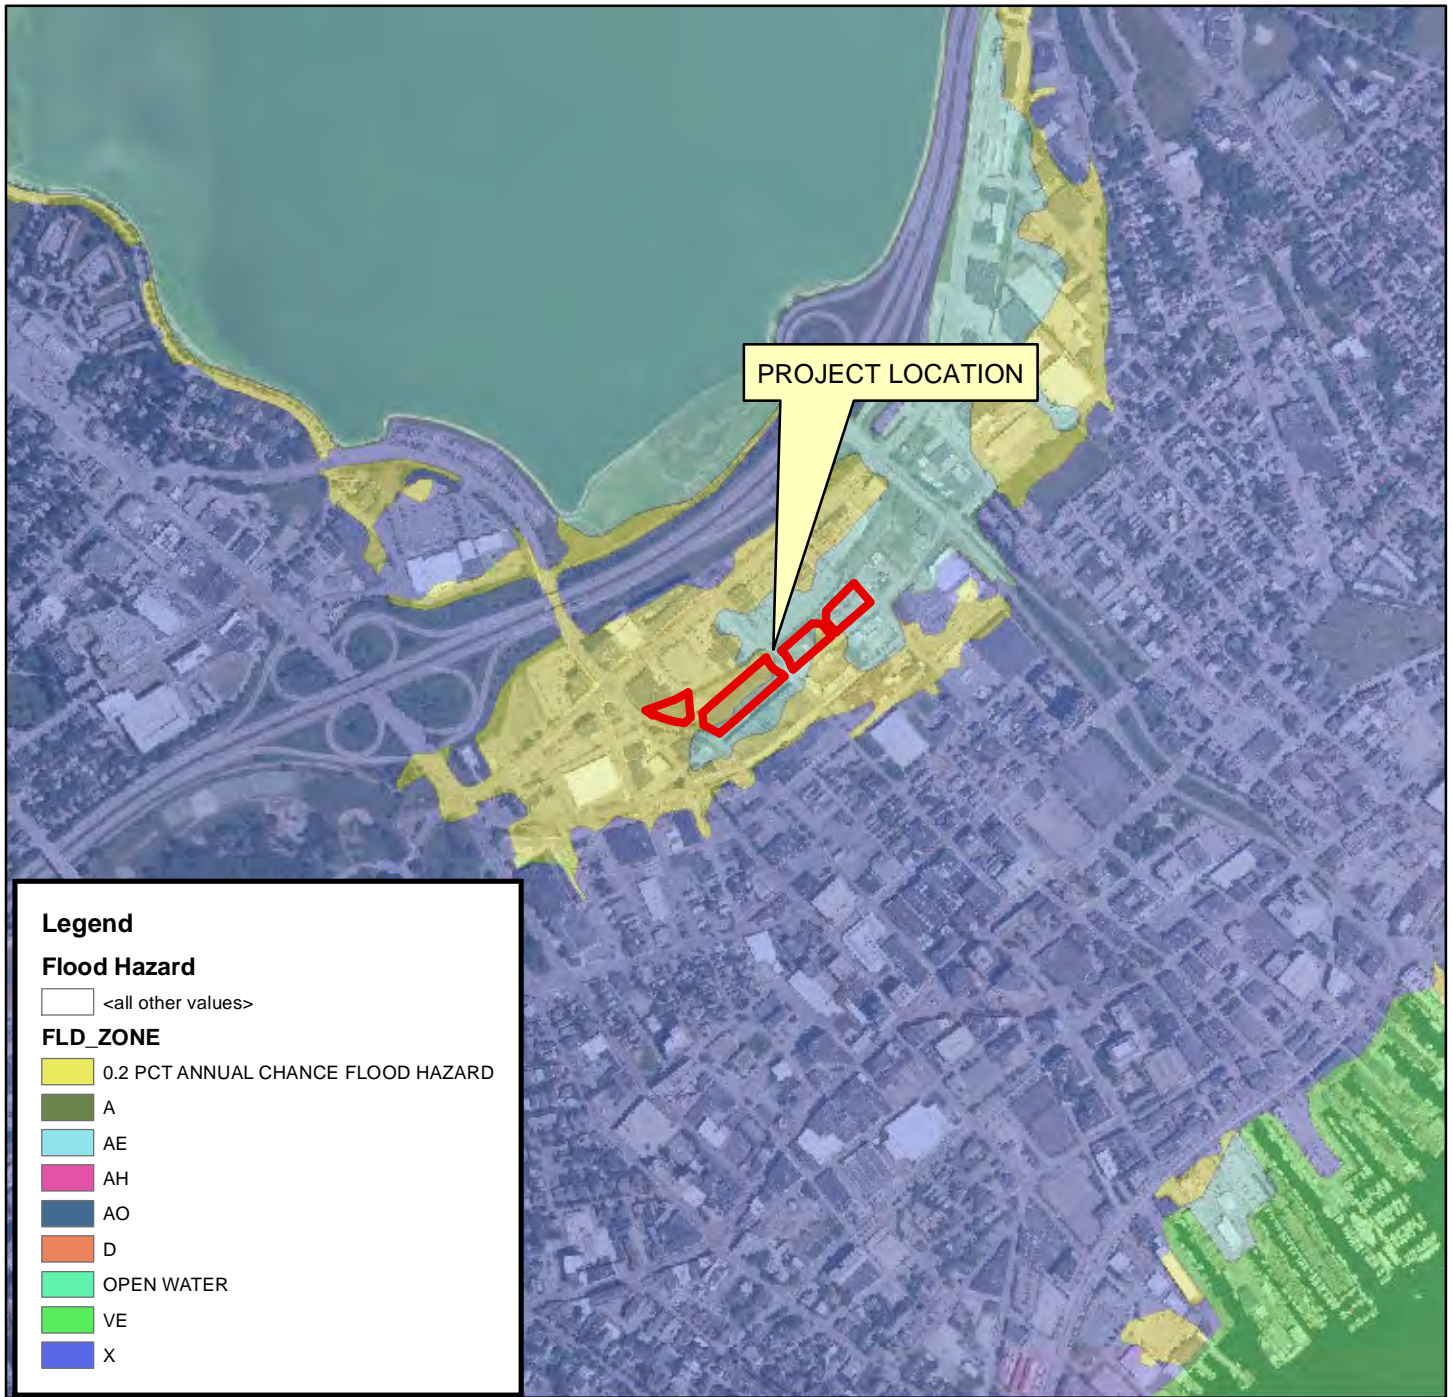 PROJECT LOCATION
Legend
Flood Hazard
<all other values>
FLD_ZONE
0.2 PCT ANNUAL CHANCE FLOOD HAZARD
A
AE
AH
AO
D
OPEN WATER
VE
X